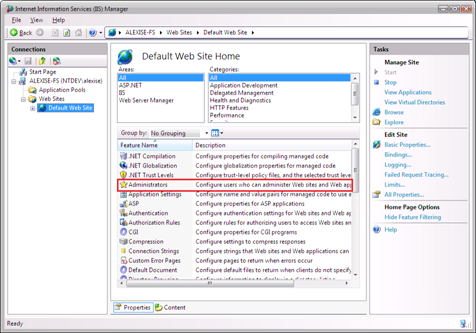 Internet Information Services (IIS) Manager
File View Help
Back
ALEXISE-FS Web Sites Default Web Site
Connections
Start Page
ALEXISE-FS (NTDEV\alexise)
Application Pools
Web Sites
Default Web Site
Default Web Site Home
Areas:
All
ASP.NET
IIS
Web Server Manager
Categories:
All
Application Development
Delegated Management
Health and Diagnostics
HTTP Features
Performance
Group by: No Grouping
Feature Name Description
.NET Compilation Configure properties for compiling managed code
.NET Globalization Configure globalization properties for managed code
.NET Trust Levels Configure trust-level policy files, and the selected trust level
Administrators Configure users who can administer Web sites and Web app
Application Settings Configure name and value pairs for managed code to use a
ASP Configure properties for ASP applications
Authentication Configure authentication settings for Web sites and Web
Authorization Rules Configure rules for authorizing users to access Web sites
CGI Configure properties for CGI programs
Compression Configure settings to compress responses
Connection Strings Configure strings that Web sites and Web applications can
Custom Error Pages Configure pages to return when errors occur
Default Document Configure default files to return when clients do not specify
Properties Content
Tasks
Manage Site
Start
Stop
View Applications
View Virtual Directories
Browse
Explore
Edit Site
Basic Properties...
Bindings...
Logging...
Failed Request Tracing...
Limits...
All Properties...
Home Page Options
Hide Feature Filtering
Help
Ready